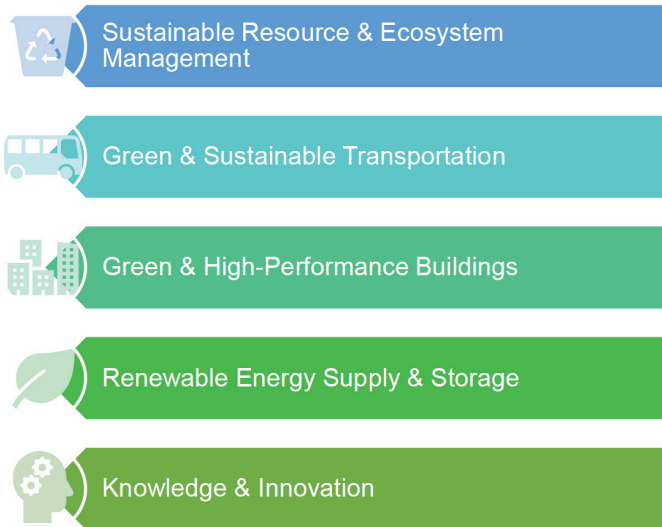 Sustainable Resource & Ecosystem
Management
Green & Sustainable Transportation
Green & High-Performance Buildings
Renewable Energy Supply & Storage
Knowledge & Innovation